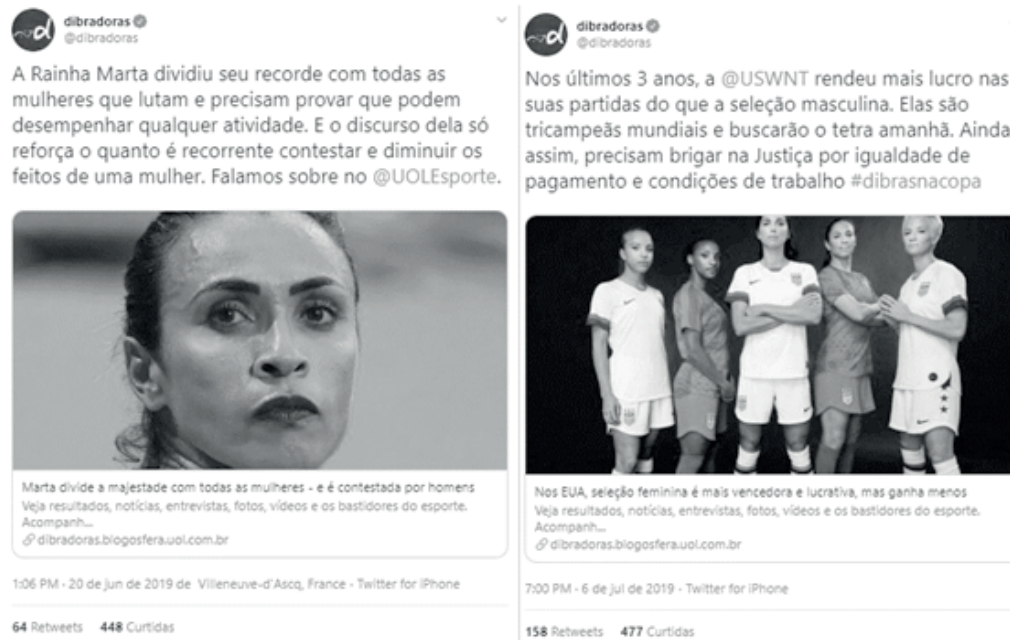 dibradoras
@dibradoras
A Rainha Marta dividiu seu recorde com todas as
mulheres que lutam e precisam provar que podem
desempenhar qualquer atividade. E o discurso dela só
reforça o quanto é recorrente contestar e diminuir os
feitos de uma mulher. Falamos sobre no @UOLEsporte.
Marta divide a majestade com todas as mulheres - e é contestada por homens
Veja resultados, notícias, entrevistas, fotos, vídeos e os bastidores do esporte.
Acompanh...
dibradoras.blogosfera.uol.com.br
1:06 PM · 20 de jun de 2019 de Villeneuve-d'Ascq, France · Twitter for iPhone
64 Retweets 448 Curtidas
dibradoras
@dibradoras
Nos últimos 3 anos, a @USWNT rendeu mais lucro nas
suas partidas do que a seleção masculina. Elas são
tricampeãs mundiais e buscarão o tetra amanhã. Ainda
assim, precisam brigar na Justiça por igualdade de
pagamento e condições de trabalho #dibrasnacopa
Nos EUA, seleção feminina é mais vencedora e lucrativa, mas ganha menos
Veja resultados, notícias, entrevistas, fotos, vídeos e os bastidores do esporte.
Acompanh...
dibradoras.blogosfera.uol.com.br
7:00 PM · 6 de jul de 2019 · Twitter for iPhone
158 Retweets 477 Curtidas